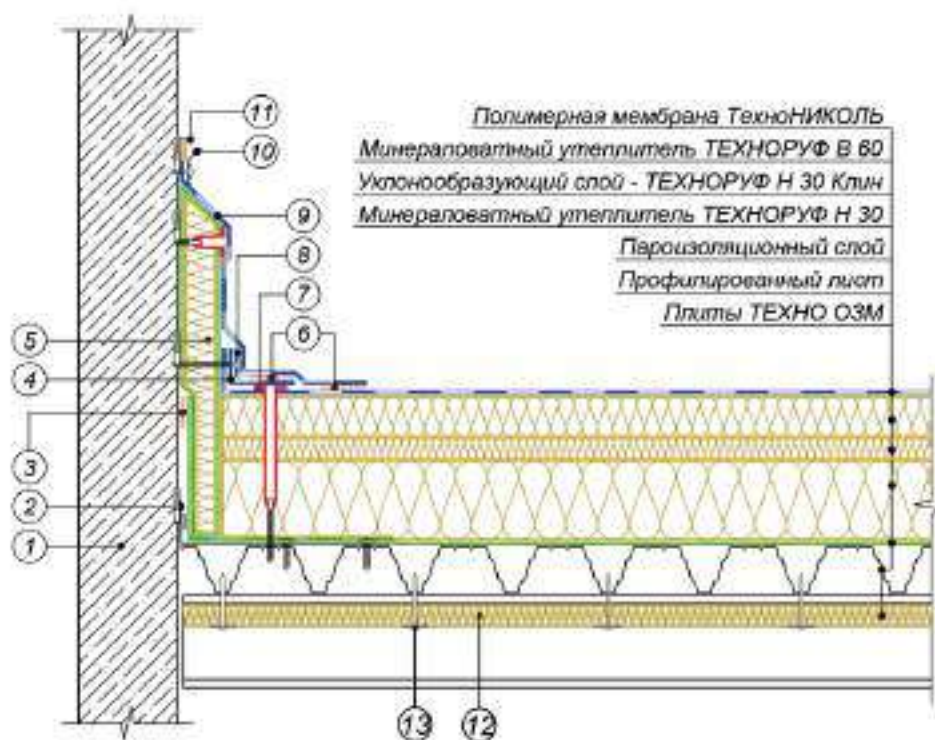 11
Полимерная мембрана ТехноНИКОЛЬ
10
Минераловатный утеплитель ТЕХНОРУФ В 60
Уклонообразующий слой - ТЕХНОРУФ Н 30 Клин
9
Минераловатный утеплитель ТЕХНОРУФ Н 30
8
Пароизоляционный слой
7
Профилированный лист
6
Плиты ТЕХНО ОЗМ
5
4
3
2
1
13
12